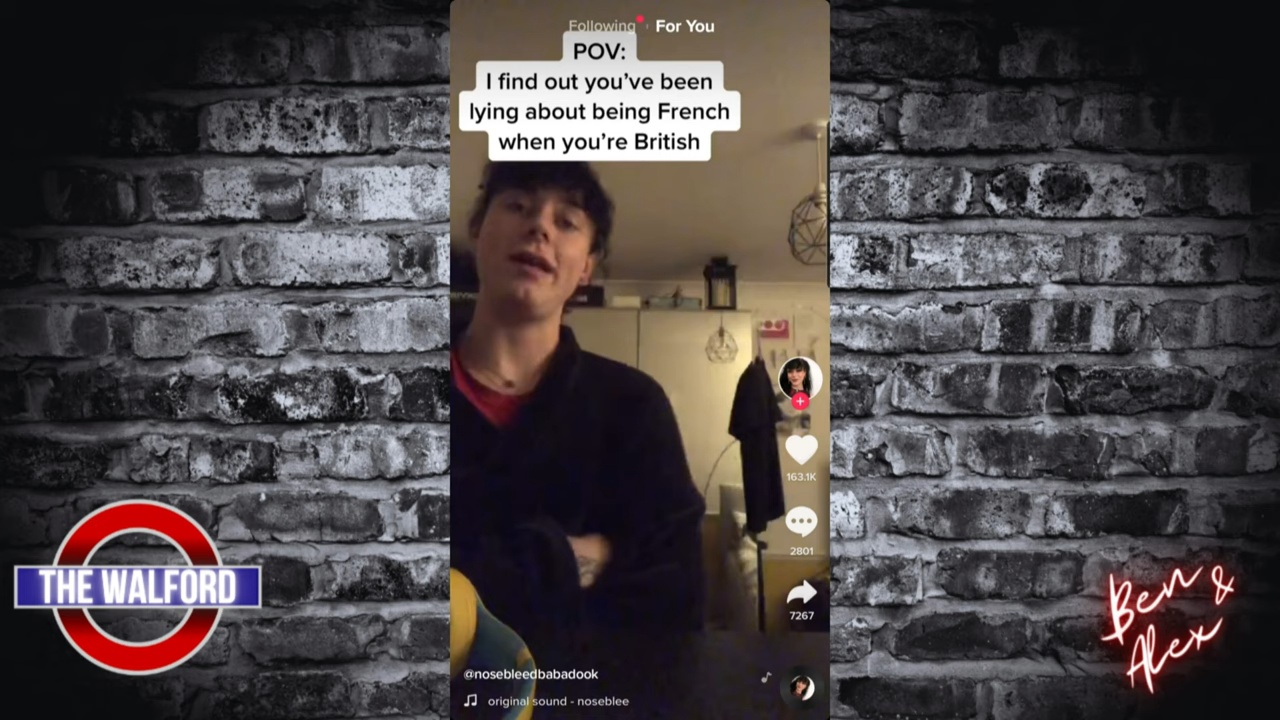 Following
For You
POV:
I find out you've been
lying about being French
when you're British
163.1K
2801
7267
@nosebleedbabadook
original sound - noseblee
THE WALFORD
Ben &
Alex